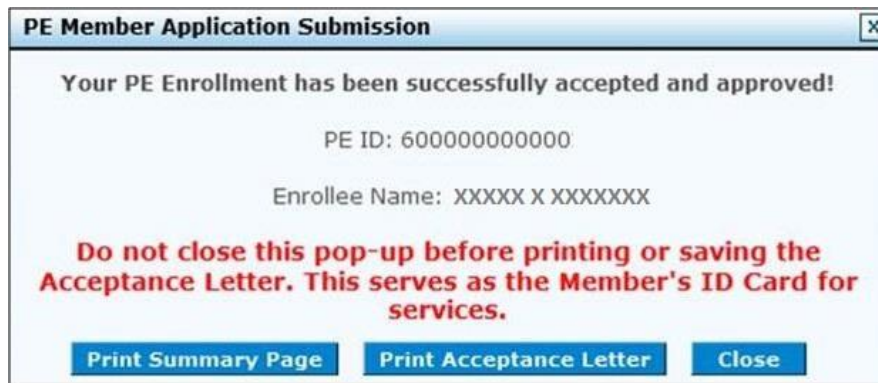 PE Member Application Submission
X
Your PE Enrollment has been successfully accepted and approved!
PE ID: 600000000000
Enrollee Name: XXXXX X XXXXXXX
Do not close this pop-up before printing or saving the
Acceptance Letter. This serves as the Member's ID Card for
services.
Print Summary Page
Print Acceptance Letter
Close